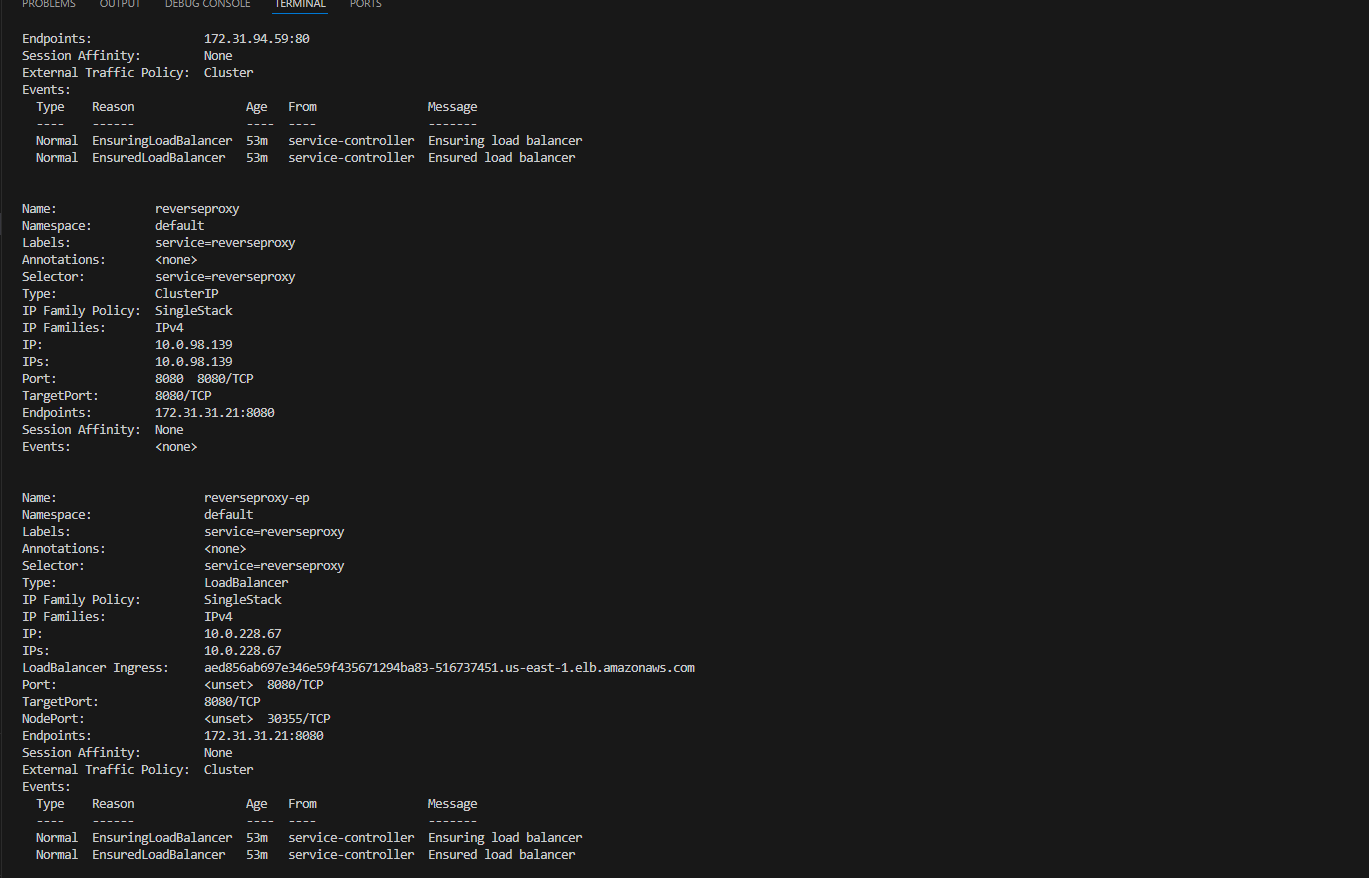 PROBLEMS OUTPUT DEBUG CONSOLE TERMINAL PORTS
Endpoints: 172.31.94.59:80
Session Affinity: None
External Traffic Policy: Cluster
Events:
Type Reason Age From Message
---- ------ ---- ---- -------
Normal EnsuringLoadBalancer 53m service-controller Ensuring load balancer
Normal EnsuredLoadBalancer 53m service-controller Ensured load balancer
Name: reverseproxy
Namespace: default
Labels: service=reverseproxy
Annotations: <none>
Selector: service=reverseproxy
Type: ClusterIP
IP Family Policy: SingleStack
IP Families: IPv4
IP: 10.0.98.139
IPs: 10.0.98.139
Port: 8080 8080/TCP
TargetPort: 8080/TCP
Endpoints: 172.31.31.21:8080
Session Affinity: None
Events: <none>
Name: reverseproxy-ep
Namespace: default
Labels: service=reverseproxy
Annotations: <none>
Selector: service=reverseproxy
Type: LoadBalancer
IP Family Policy: SingleStack
IP Families: IPv4
IP: 10.0.228.67
IPs: 10.0.228.67
LoadBalancer Ingress: aed856ab697e346e59f435671294ba83-516737451.us-east-1.elb.amazonaws.com
Port: <unset> 8080/TCP
TargetPort: 8080/TCP
NodePort: <unset> 30355/TCP
Endpoints: 172.31.31.21:8080
Session Affinity: None
External Traffic Policy: Cluster
Events:
Type Reason Age From Message
---- ------ ---- ---- -------
Normal EnsuringLoadBalancer 53m service-controller Ensuring load balancer
Normal EnsuredLoadBalancer 53m service-controller Ensured load balancer